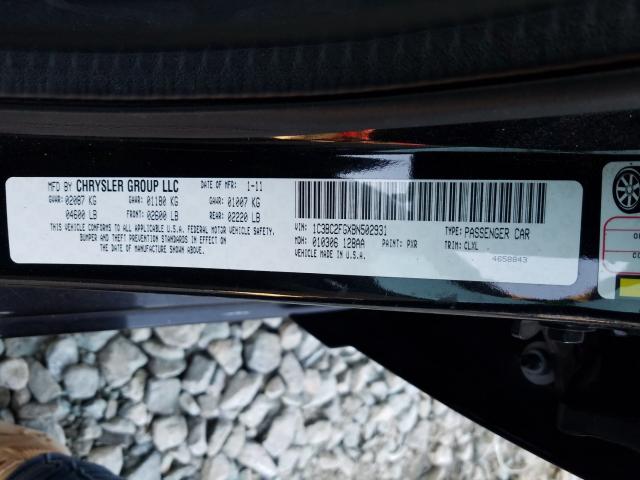 MFD BY CHRYSLER GROUP LLC DATE OF MFR: 1-11
GVWR: 02087 KG GAWR: 01180 KG GAWR: 01007 KG
04600 LB FRONT: 02600 LB REAR: 02220 LB
THIS VEHICLE CONFORMS TO ALL APPLICABLE U.S.A. FEDERAL MOTOR VEHICLE SAFETY,
BUMPER AND THEFT PREVENTION STANDARDS IN EFFECT ON
THE DATE OF MANUFACTURE SHOWN ABOVE.
VIN: 1C3BC2FGXBN502931 TYPE: PASSENGER CAR
MDH: 010306 128AA PAINT: PXR TRIM: CLXL
VEHICLE MADE IN U.S.A.
4658843